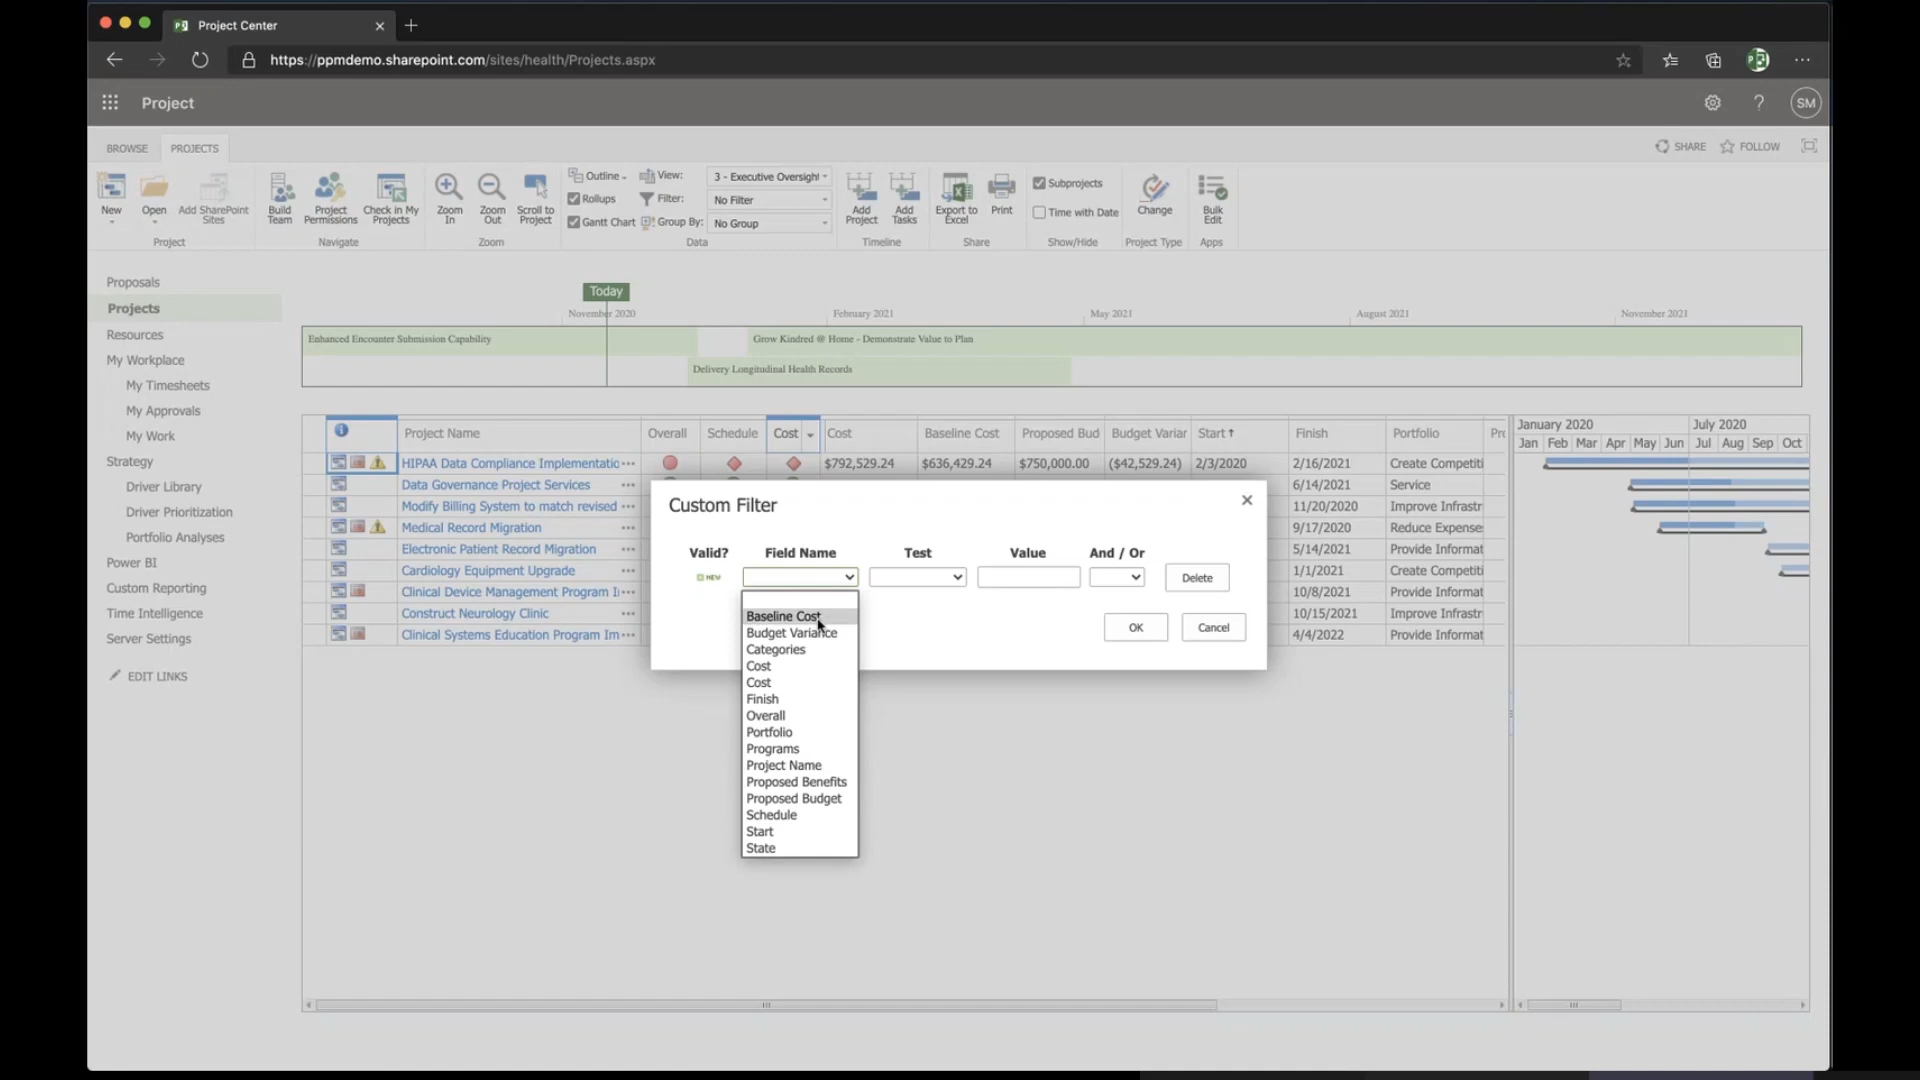 Project Center
https://ppmdemo.sharepoint.com/sites/health/Projects.aspx
Project
SM
BROWSE PROJECTS
SHARE FOLLOW
New
Open
Add SharePoint Sites
Project
Build Team
Project Permissions
Check in My Projects
Navigate
Zoom In
Zoom Out
Scroll to Project
Zoom
Outline
Rollups
Gantt Chart
View: 3 - Executive Oversight
Filter: No Filter
Group By: No Group
Data
Add Project
Add Tasks
Timeline
Export to Excel
Print
Share
Subprojects
Time with Date
Show/Hide
Change
Project Type
Bulk Edit
Apps
Proposals
Projects
Resources
My Workplace
My Timesheets
My Approvals
My Work
Strategy
Driver Library
Driver Prioritization
Portfolio Analyses
Power BI
Custom Reporting
Time Intelligence
Server Settings
EDIT LINKS
Today
November 2020 February 2021 May 2021 August 2021 November 2021
Enhanced Encounter Submission Capability
Grow Kindred @ Home - Demonstrate Value to Plan
Delivery Longitudinal Health Records
Project Name Overall Schedule Cost Cost Baseline Cost Proposed Bud Budget Variar Start Finish Portfolio Pro
January 2020 July 2020
Jan Feb Mar Apr May Jun Jul Aug Sep Oct
HIPAA Data Compliance Implementatio ••• $792,529.24 $636,429.24 $750,000.00 ($42,529.24) 2/3/2020 2/16/2021 Create Competiti
Data Governance Project Services ••• 6/14/2021 Service
Modify Billing System to match revised ••• 11/20/2020 Improve Infrastr
Medical Record Migration ••• 9/17/2020 Reduce Expense
Electronic Patient Record Migration ••• 5/14/2021 Provide Informat
Cardiology Equipment Upgrade ••• 1/1/2021 Create Competiti
Clinical Device Management Program I ••• 10/8/2021 Provide Informat
Construct Neurology Clinic ••• 10/15/2021 Improve Infrastr
Clinical Systems Education Program Im ••• 4/4/2022 Provide Informat
Custom Filter
Valid? Field Name Test Value And / Or
NEW
Delete
OK Cancel
Baseline Cost
Budget Variance
Categories
Cost
Cost
Finish
Overall
Portfolio
Programs
Project Name
Proposed Benefits
Proposed Budget
Schedule
Start
State